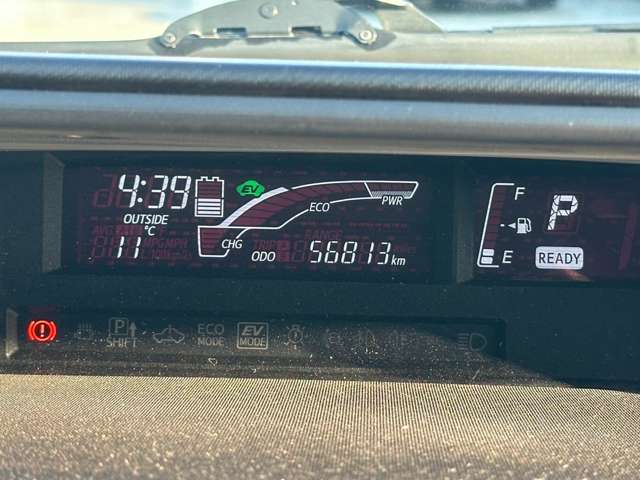 4:39
EV
OUTSIDE
°C
11
CHG
ECO
PWR
ODO 56813 km
F
E
P
READY
P
SHIFT
ECO
MODE
EV
MODE